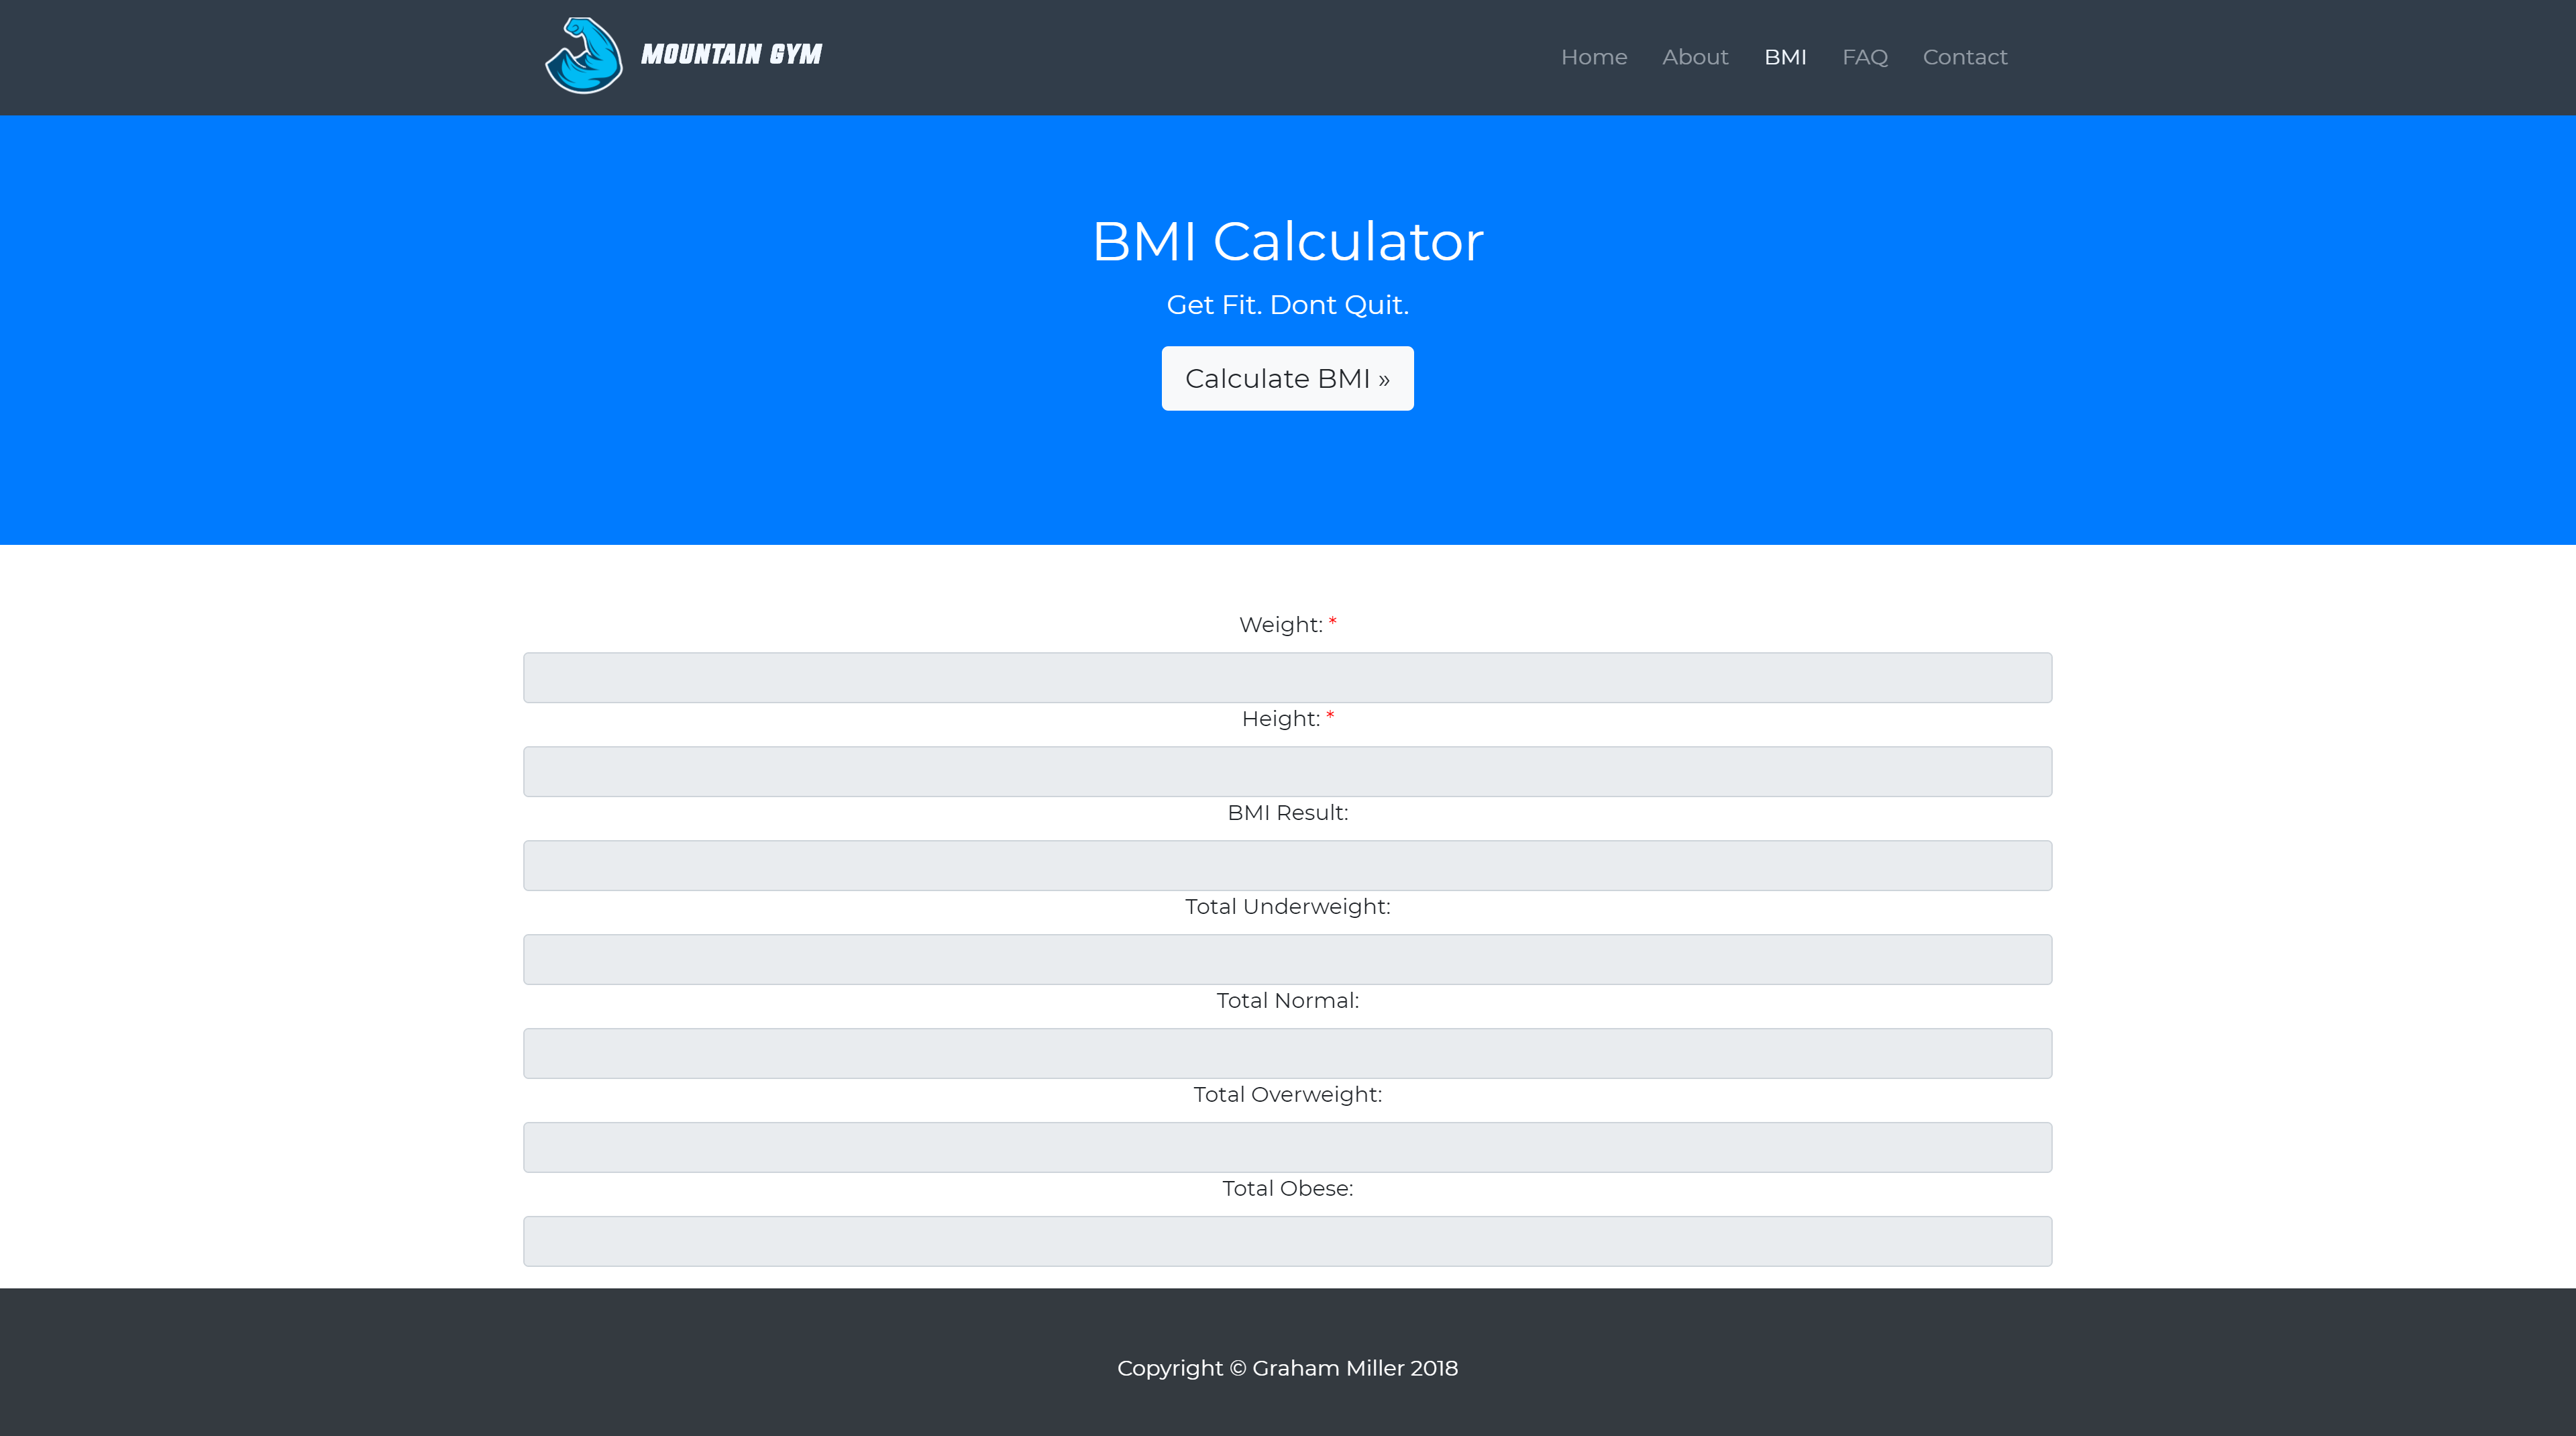 MOUNTAIN GYM
Home About BMI FAQ Contact
BMI Calculator
Get Fit. Dont Quit.
Calculate BMI »
Weight: *
Height: *
BMI Result:
Total Underweight:
Total Normal:
Total Overweight:
Total Obese:
Copyright © Graham Miller 2018